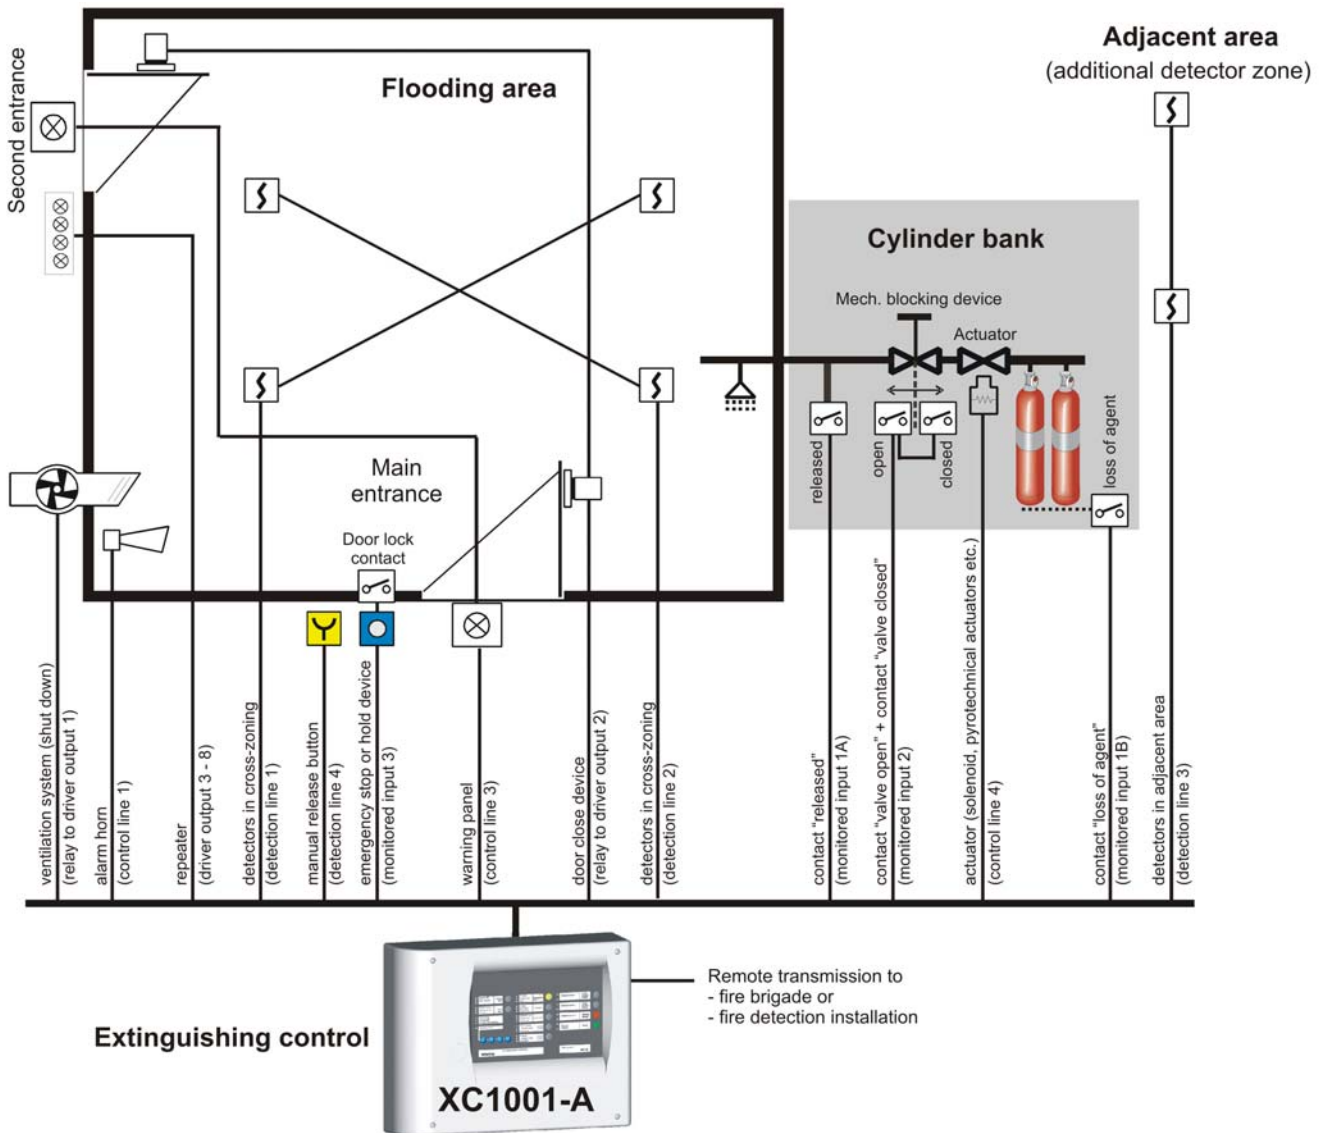 Adjacent area
(additional detector zone)
Second entrance
Flooding area
Cylinder bank
Mech. blocking device
Actuator
released
open
closed
loss of agent
Main
entrance
Door lock
contact
ventilation system (shut down)
(relay to driver output 1)
alarm horn
(control line 1)
repeater
(driver output 3 - 8)
detectors in cross-zoning
(detection line 1)
manual release button
(detection line 4)
emergency stop or hold device
(monitored input 3)
warning panel
(control line 3)
door close device
(relay to driver output 2)
detectors in cross-zoning
(detection line 2)
contact "released"
(monitored input 1A)
contact "valve open" + contact "valve closed"
(monitored input 2)
actuator (solenoid, pyrotechnical actuators etc.)
(control line 4)
contact "loss of agent"
(monitored input 1B)
detectors in adjacent area
(detection line 3)
Remote transmission to
- fire brigade or
- fire detection installation
Extinguishing control
XC1001-A